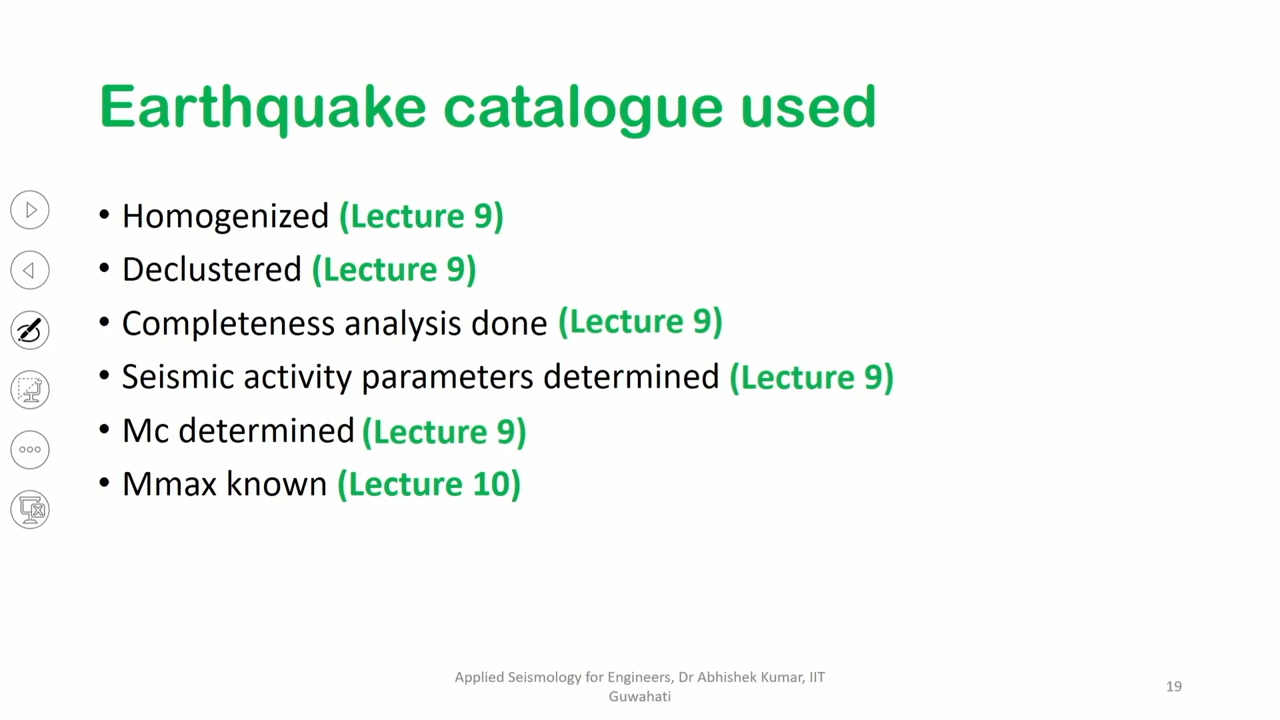 Earthquake catalogue used
• Homogenized (Lecture 9)
• Declustered (Lecture 9)
• Completeness analysis done (Lecture 9)
• Seismic activity parameters determined (Lecture 9)
• Mc determined (Lecture 9)
• Mmax known (Lecture 10)
Applied Seismology for Engineers, Dr Abhishek Kumar, IIT
Guwahati
19